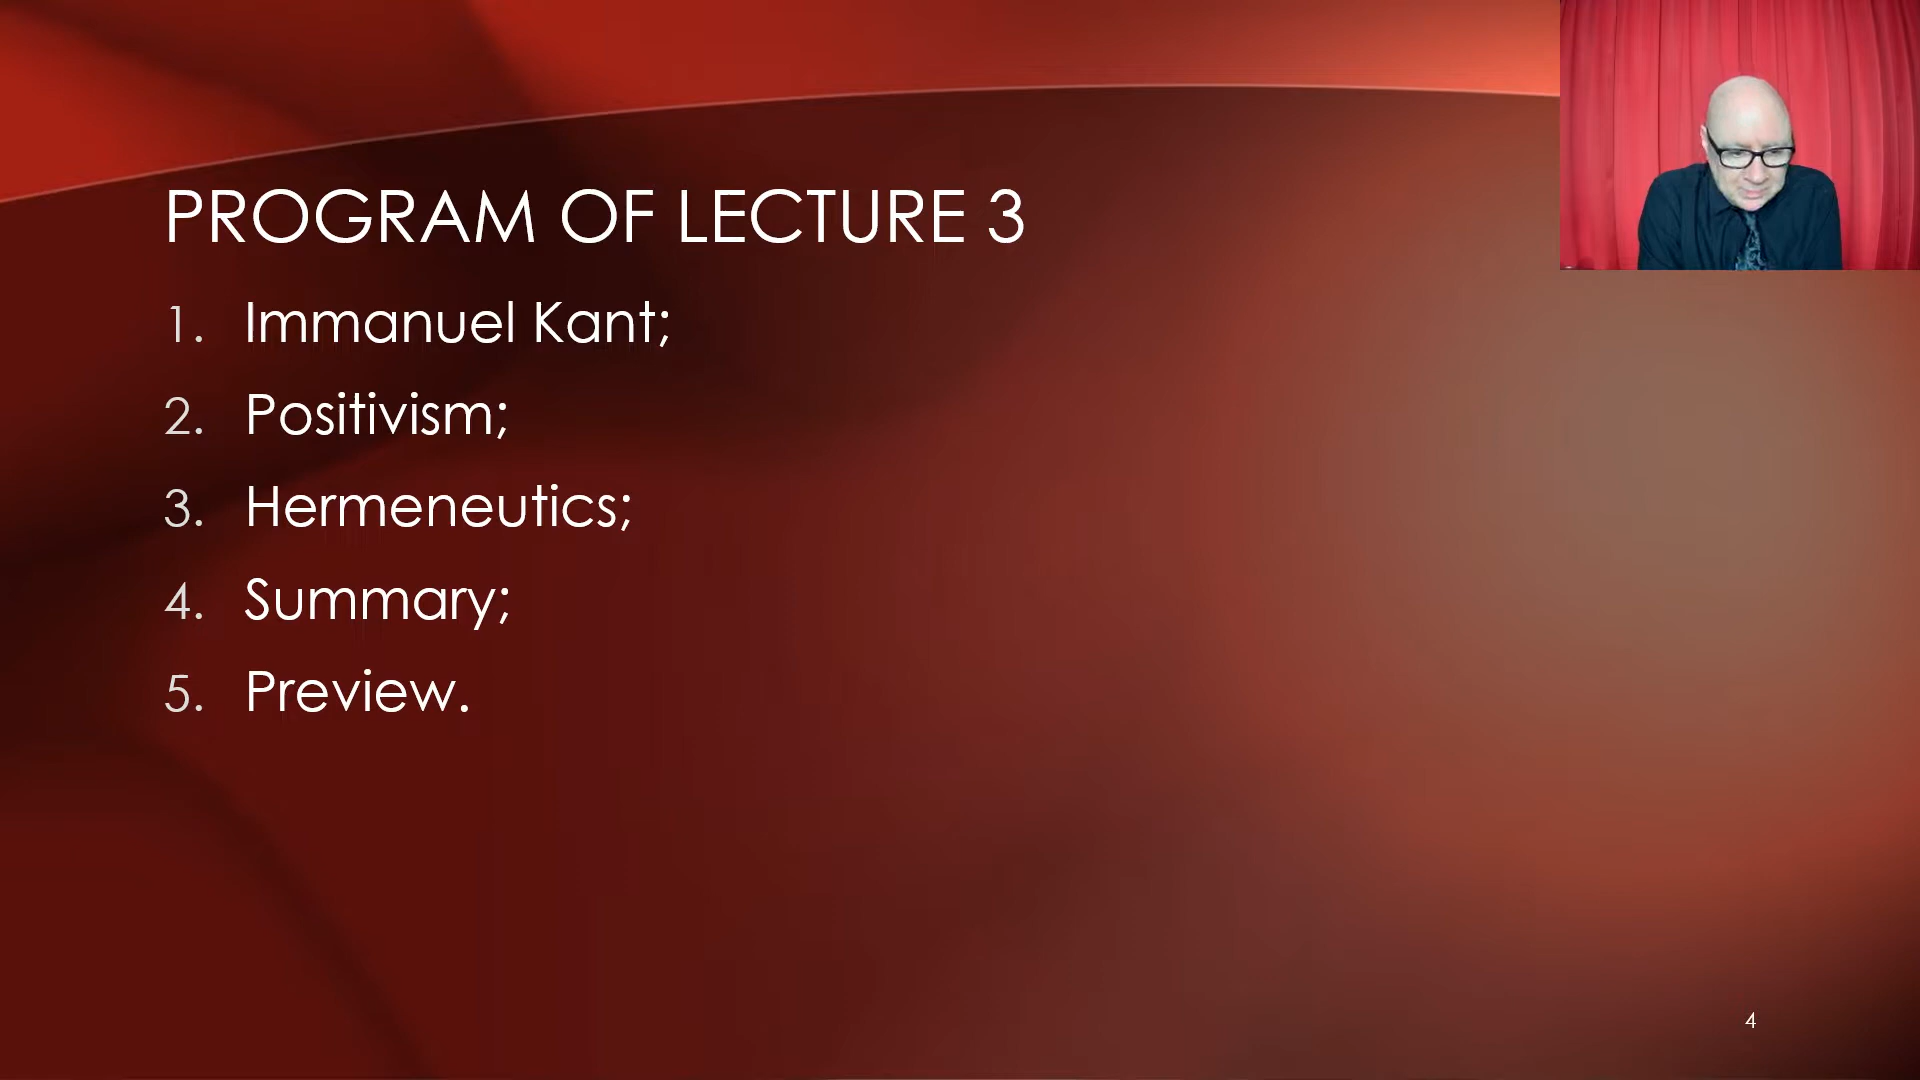 PROGRAM OF LECTURE 3
1. Immanuel Kant;
2. Positivism;
3. Hermeneutics;
4. Summary;
5. Preview.
4